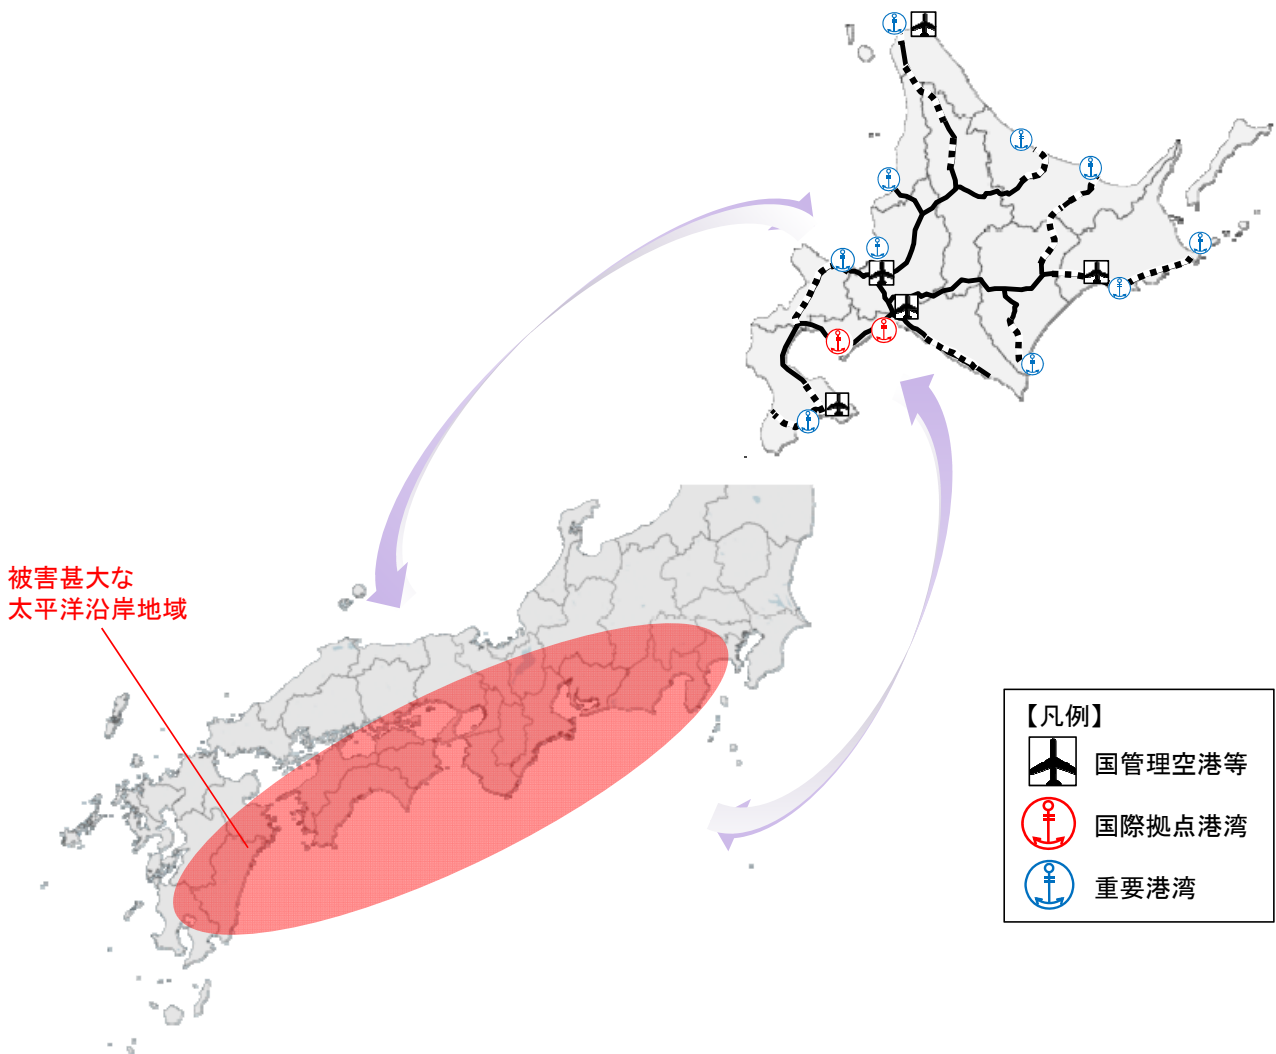 被害甚大な
太平洋沿岸地域
【凡例】
国管理空港等
国際拠点港湾
重要港湾